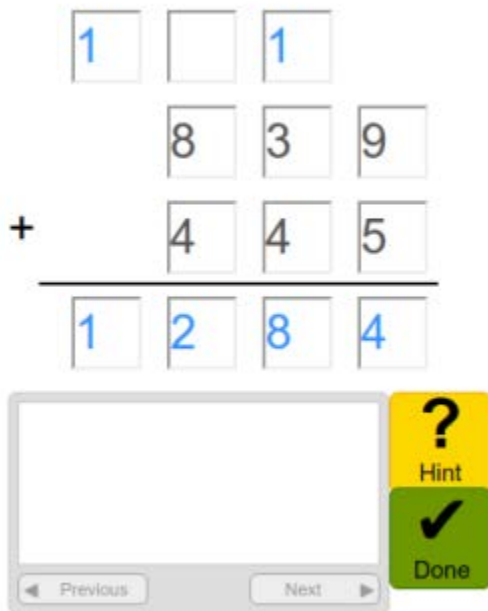 1 1
8 3 9
+ 4 4 5
1 2 8 4
?
Hint
✔
Done
◀ Previous
Next ▶